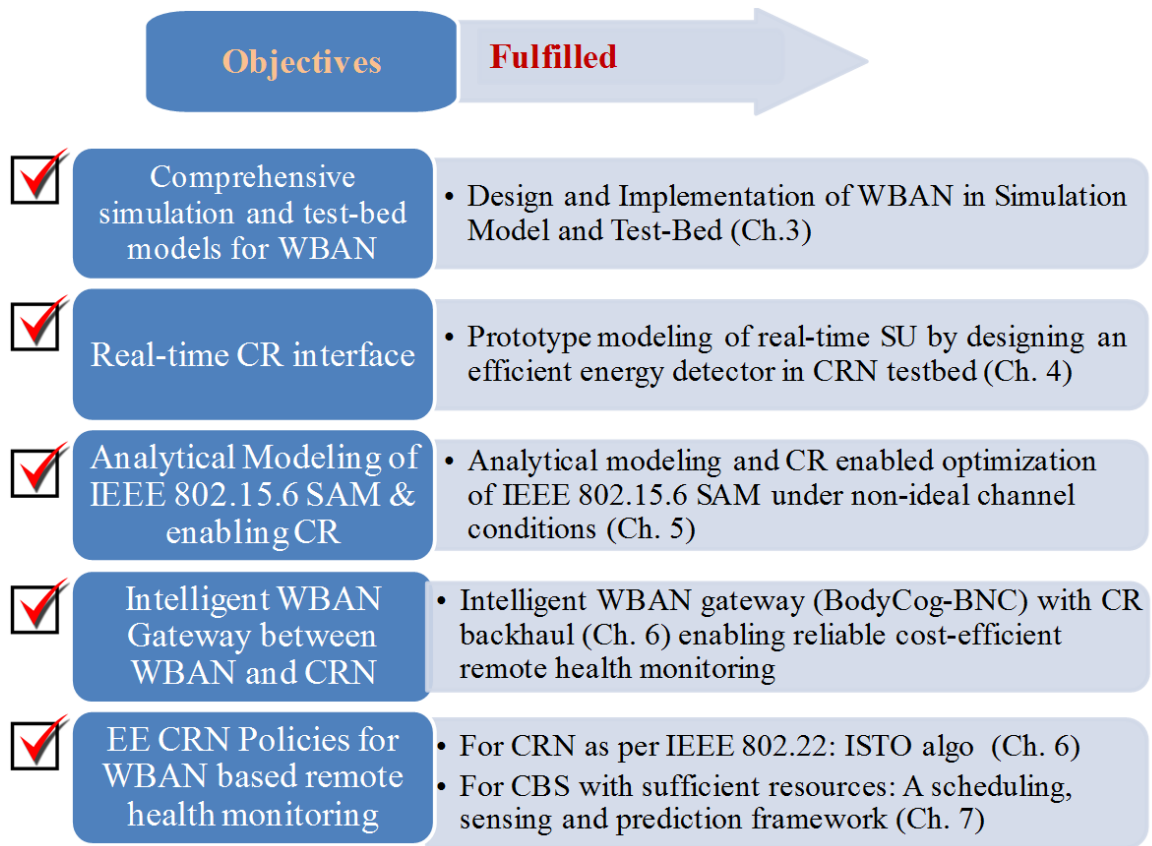 Objectives
Fulfilled
Comprehensive
simulation and test-bed
models for WBAN
• Design and Implementation of WBAN in Simulation
Model and Test-Bed (Ch.3)
Real-time CR interface
• Prototype modeling of real-time SU by designing an
efficient energy detector in CRN testbed (Ch. 4)
Analytical Modeling of
IEEE 802.15.6 SAM &
enabling CR
• Analytical modeling and CR enabled optimization
of IEEE 802.15.6 SAM under non-ideal channel
conditions (Ch. 5)
Intelligent WBAN
Gateway between
WBAN and CRN
• Intelligent WBAN gateway (BodyCog-BNC) with CR
backhaul (Ch. 6) enabling reliable cost-efficient
remote health monitoring
EE CRN Policies for
WBAN based remote
health monitoring
• For CRN as per IEEE 802.22: ISTO algo (Ch. 6)
• For CBS with sufficient resources: A scheduling,
sensing and prediction framework (Ch. 7)